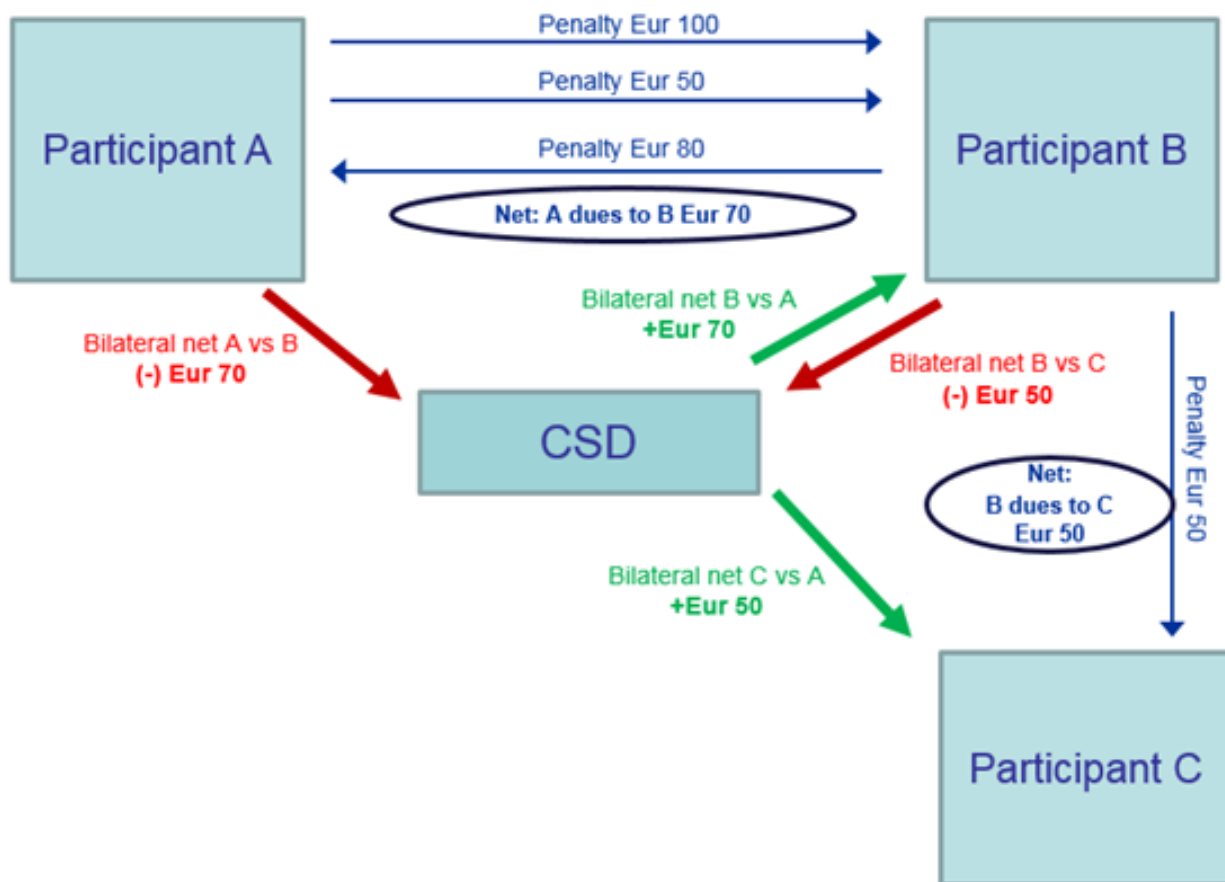 Penalty Eur 100
Penalty Eur 50
Participant A
Participant B
Penalty Eur 80
Net: A dues to B Eur 70
Bilateral net B vs A
+Eur 70
Bilateral net A vs B
(-) Eur 70
Bilateral net B vs C
(-) Eur 50
CSD
Penalty Eur 50
Net:
B dues to C
Eur 50
Bilateral net C vs A
+Eur 50
Participant C